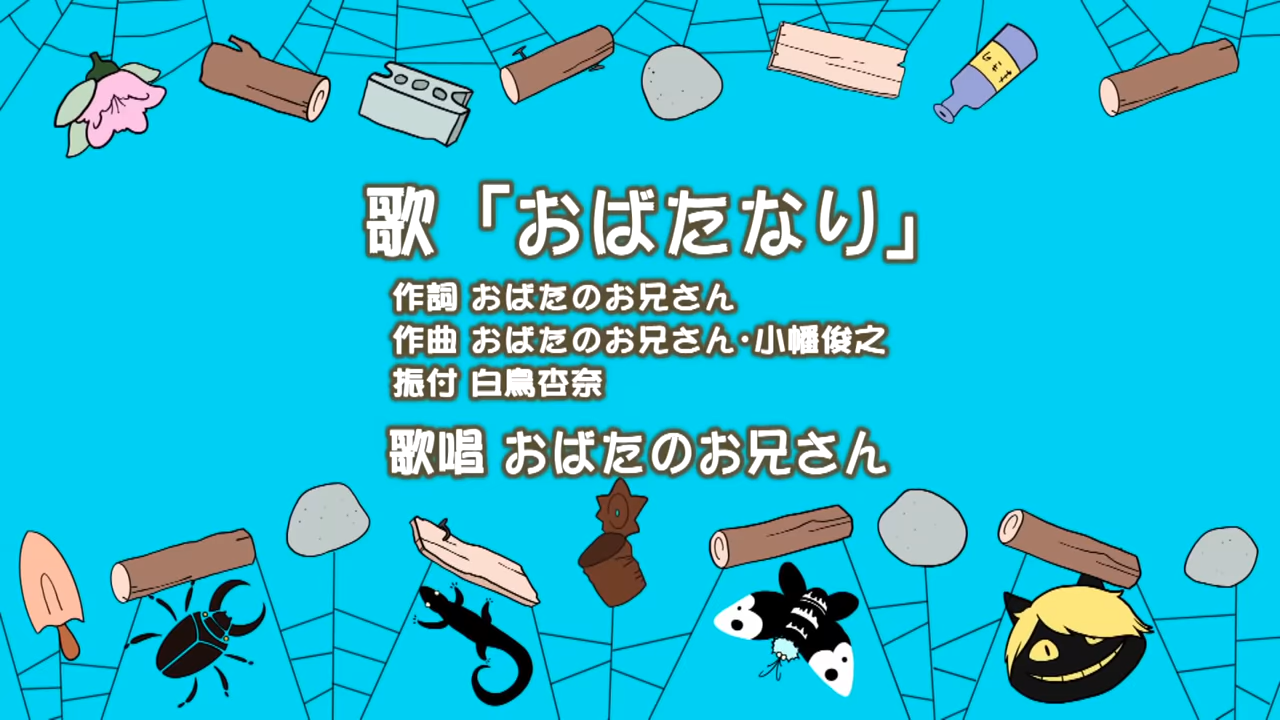 歌「おばたなり」
作詞 おばたのお兄さん
作曲 おばたのお兄さん・小幡俊之
振付 白鳥杏奈
歌唱 おばたのお兄さん